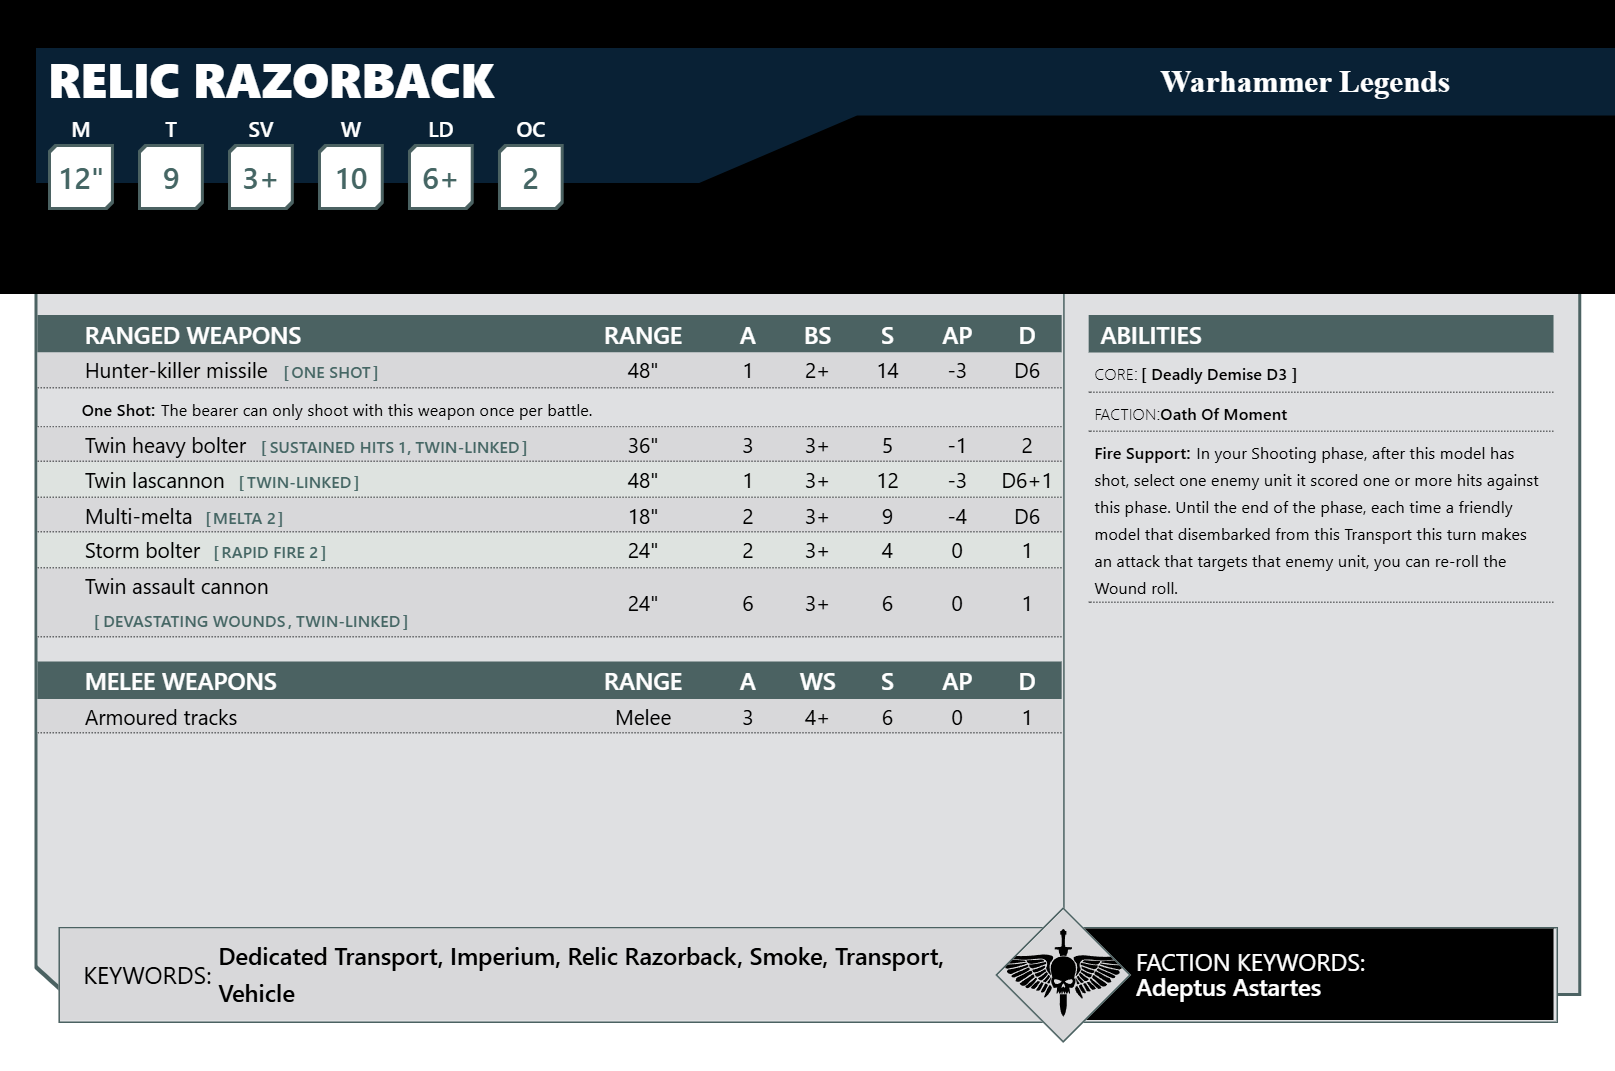 RELIC RAZORBACK
Warhammer Legends
M T SV W LD OC
12" 9 3+ 10 6+ 2
RANGED WEAPONS RANGE A BS S AP D
Hunter-killer missile [ONE SHOT] 48" 1 2+ 14 -3 D6
One Shot: The bearer can only shoot with this weapon once per battle.
Twin heavy bolter [SUSTAINED HITS 1, TWIN-LINKED] 36" 3 3+ 5 -1 2
Twin lascannon [TWIN-LINKED] 48" 1 3+ 12 -3 D6+1
Multi-melta [MELTA 2] 18" 2 3+ 9 -4 D6
Storm bolter [RAPID FIRE 2] 24" 2 3+ 4 0 1
Twin assault cannon
[DEVASTATING WOUNDS, TWIN-LINKED] 24" 6 3+ 6 0 1
MELEE WEAPONS RANGE A WS S AP D
Armoured tracks Melee 3 4+ 6 0 1
ABILITIES
CORE: [ Deadly Demise D3 ]
FACTION:Oath Of Moment
Fire Support: In your Shooting phase, after this model has
shot, select one enemy unit it scored one or more hits against
this phase. Until the end of the phase, each time a friendly
model that disembarked from this Transport this turn makes
an attack that targets that enemy unit, you can re-roll the
Wound roll.
KEYWORDS: Dedicated Transport, Imperium, Relic Razorback, Smoke, Transport,
Vehicle
FACTION KEYWORDS:
Adeptus Astartes